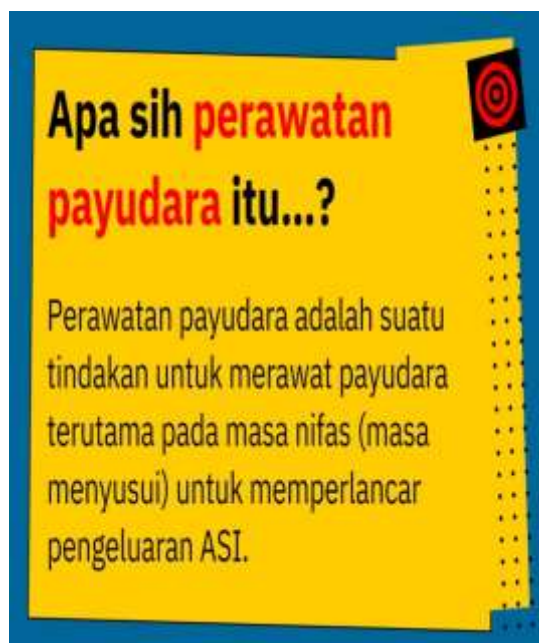 Apa sih perawatan
payudara itu...?
Perawatan payudara adalah suatu
tindakan untuk merawat payudara
terutama pada masa nifas (masa
menyusui) untuk memperlancar
pengeluaran ASI.